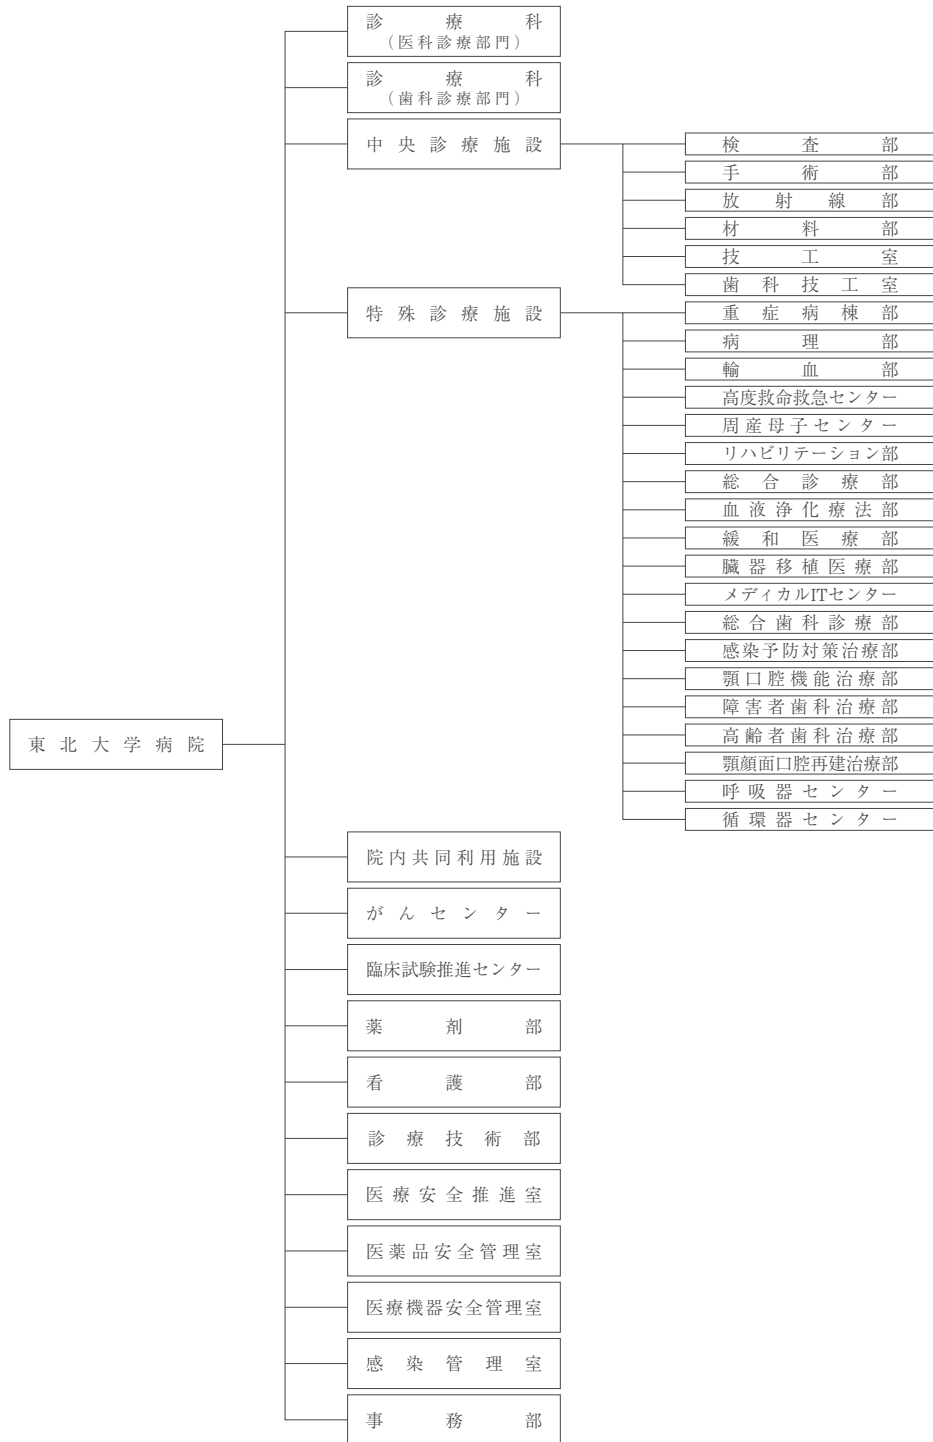 診療科
（医科診療部門）
診療科
（歯科診療部門）
中央診療施設
検査部
手術部
放射線部
材料部
技工室
歯科技工室
特殊診療施設
重症病棟部
病理部
輸血部
高度救命救急センター
周産母子センター
リハビリテーション部
総合診療部
血液浄化療法部
緩和医療部
臓器移植医療部
メディカルITセンター
総合歯科診療部
感染予防対策治療部
顎口腔機能治療部
障害者歯科治療部
高齢者歯科治療部
顎顔面口腔再建治療部
呼吸器センター
循環器センター
東北大学病院
院内共同利用施設
がんセンター
臨床試験推進センター
薬剤部
看護部
診療技術部
医療安全推進室
医薬品安全管理室
医療機器安全管理室
感染管理室
事務部